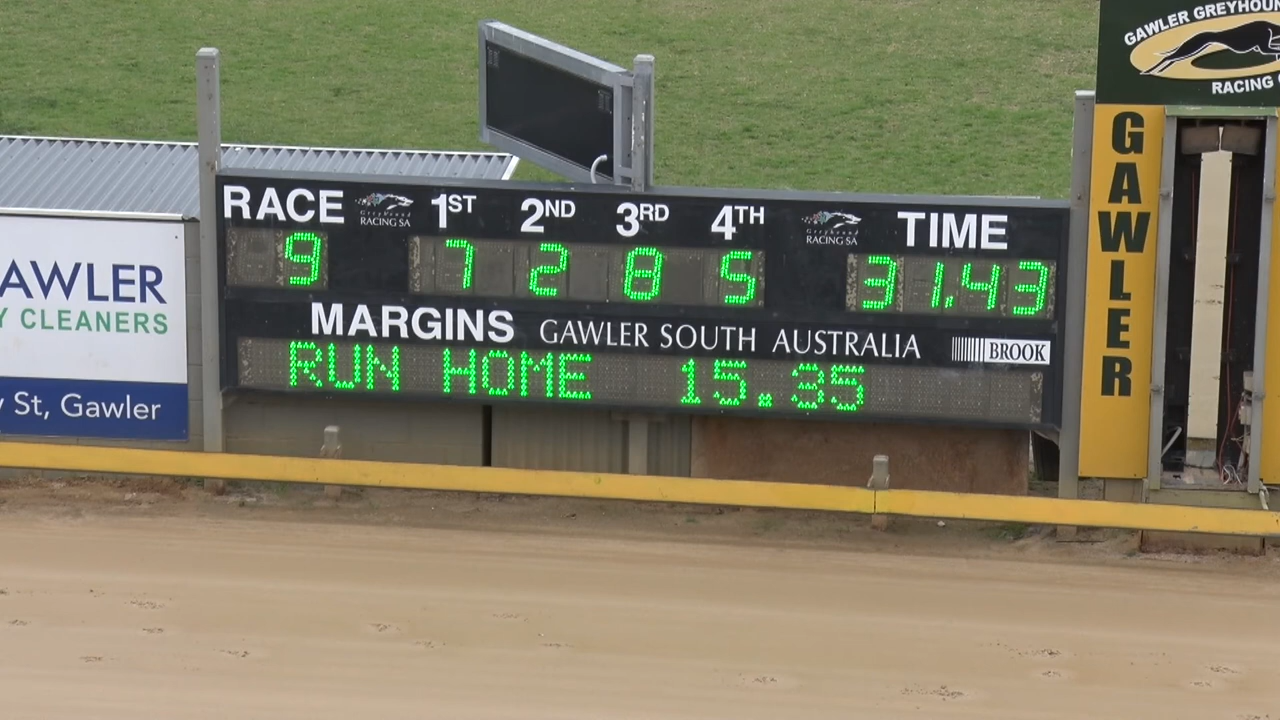 GAWLER GREYHOUN
RACING
GAWLER
RACE 1ST 2ND 3RD 4TH TIME
Greyhound
RACING SA
Greyhound
RACING SA
9 7 2 8 5 31.43
MARGINS GAWLER SOUTH AUSTRALIA BROOK
RUN HOME 15.35
AWLER
Y CLEANERS
St, Gawler